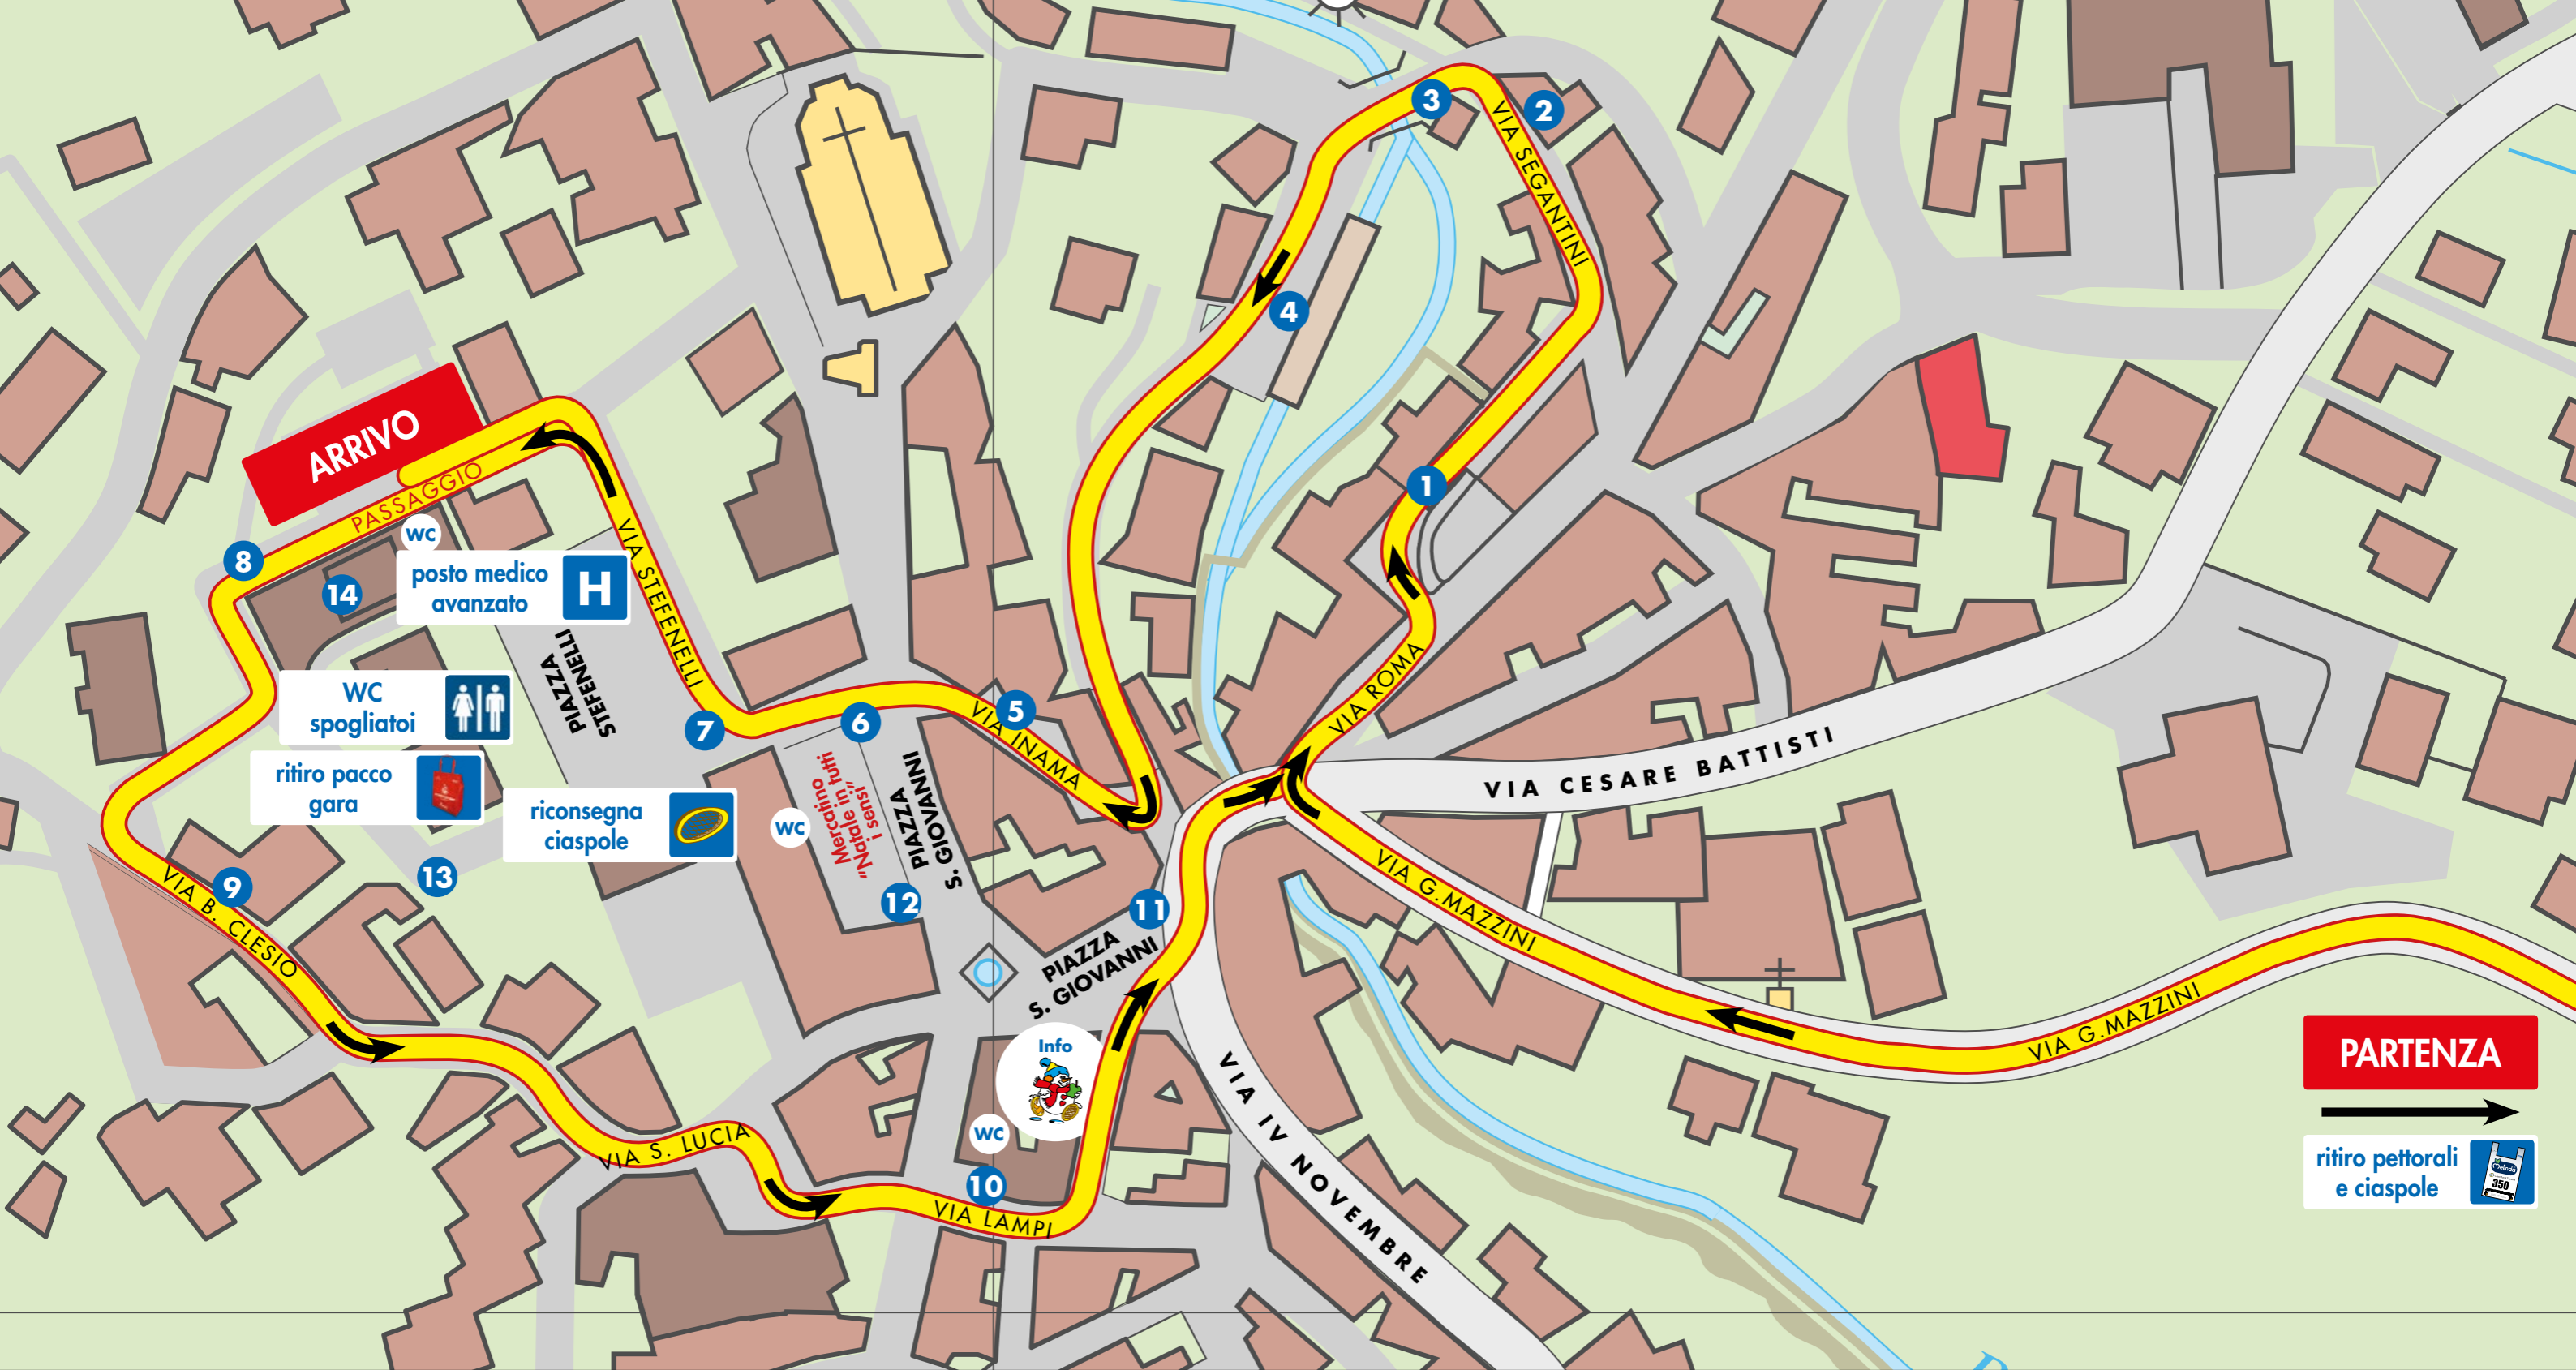 3
2
VIA SEGANTINI
4
1
ARRIVO
PASSAGGIO
8
WC
14
posto medico
avanzato
H
VIA STEFENELLI
PIAZZA
STEFENELLI
WC
spogliatoi
ritiro pacco
gara
riconsegna
ciaspole
7
6
5
VIA INAMA
VIA ROMA
VIA CESARE BATTISTI
WC
Mercatino
"Natale in tutti
i sensi"
PIAZZA
S. GIOVANNI
12
11
PIAZZA
S. GIOVANNI
VIA G.MAZZINI
VIA G.MAZZINI
9
13
VIA B. CLESIO
VIA S. LUCIA
Info
WC
10
VIA LAMPI
VIA IV NOVEMBRE
PARTENZA
ritiro pettorali
e ciaspole
Melinda
350